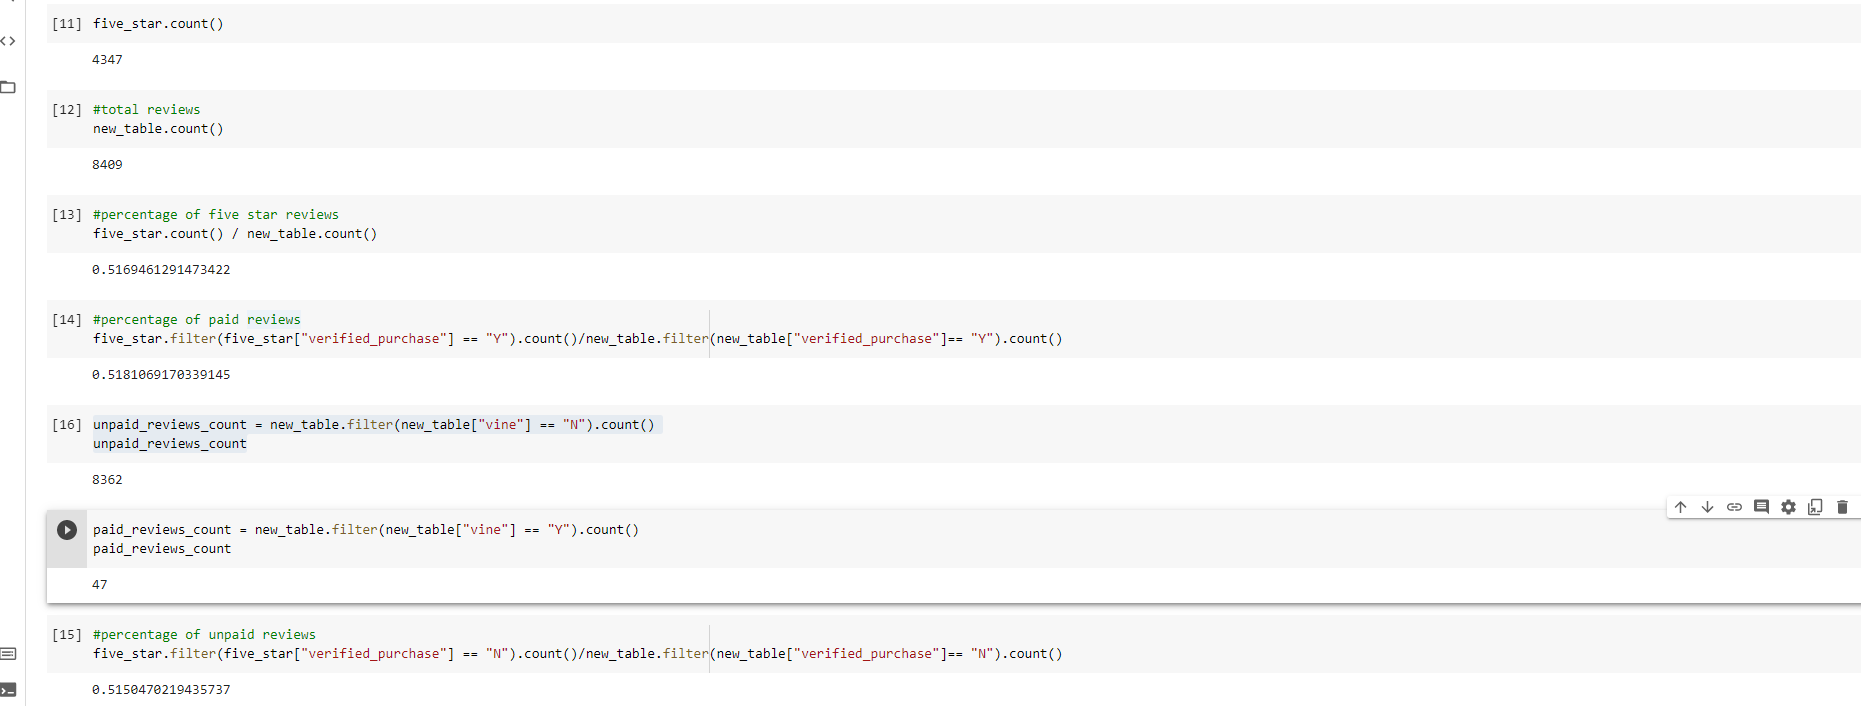 [11] five_star.count()
4347
[12] #total reviews
new_table.count()
8409
[13] #percentage of five star reviews
five_star.count() / new_table.count()
0.5169461291473422
[14] #percentage of paid reviews
five_star.filter(five_star["verified_purchase"] == "Y").count()/new_table.filter(new_table["verified_purchase"]== "Y").count()
0.5181069170339145
[16] unpaid_reviews_count = new_table.filter(new_table["vine"] == "N").count()
unpaid_reviews_count
8362
paid_reviews_count = new_table.filter(new_table["vine"] == "Y").count()
paid_reviews_count
47
[15] #percentage of unpaid reviews
five_star.filter(five_star["verified_purchase"] == "N").count()/new_table.filter(new_table["verified_purchase"]== "N").count()
0.5150470219435737